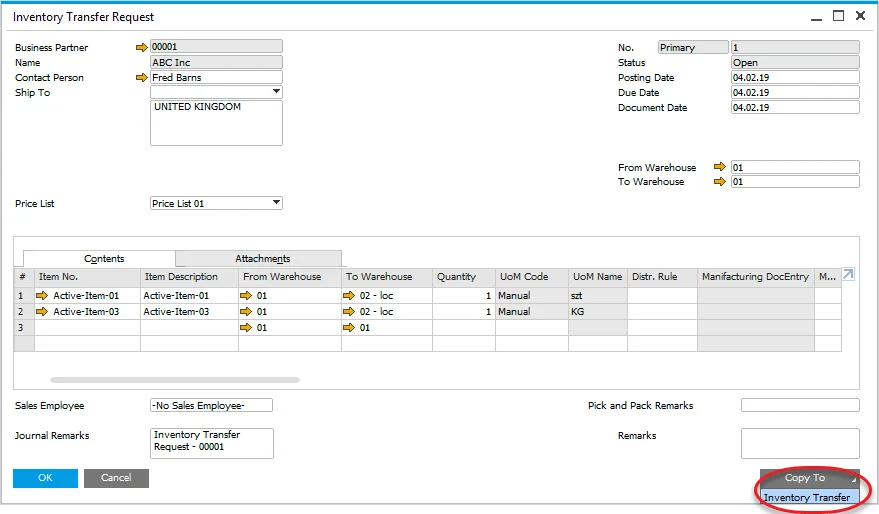 Inventory Transfer Request
Business Partner 00001
Name ABC Inc
Contact Person Fred Barns
Ship To
UNITED KINGDOM
No. Primary 1
Status Open
Posting Date 04.02.19
Due Date 04.02.19
Document Date 04.02.19
From Warehouse 01
To Warehouse 01
Price List Price List 01
Contents Attachments
# Item No. Item Description From Warehouse To Warehouse Quantity UoM Code UoM Name Distr. Rule Manifacturing DocEntry M...
1 Active-Item-01 Active-Item-01 01 02 - loc 1 Manual szt
2 Active-Item-03 Active-Item-03 01 02 - loc 1 Manual KG
3 01 01
Sales Employee -No Sales Employee-
Pick and Pack Remarks
Journal Remarks Inventory Transfer
Request - 00001
Remarks
OK Cancel Copy To
Inventory Transfer